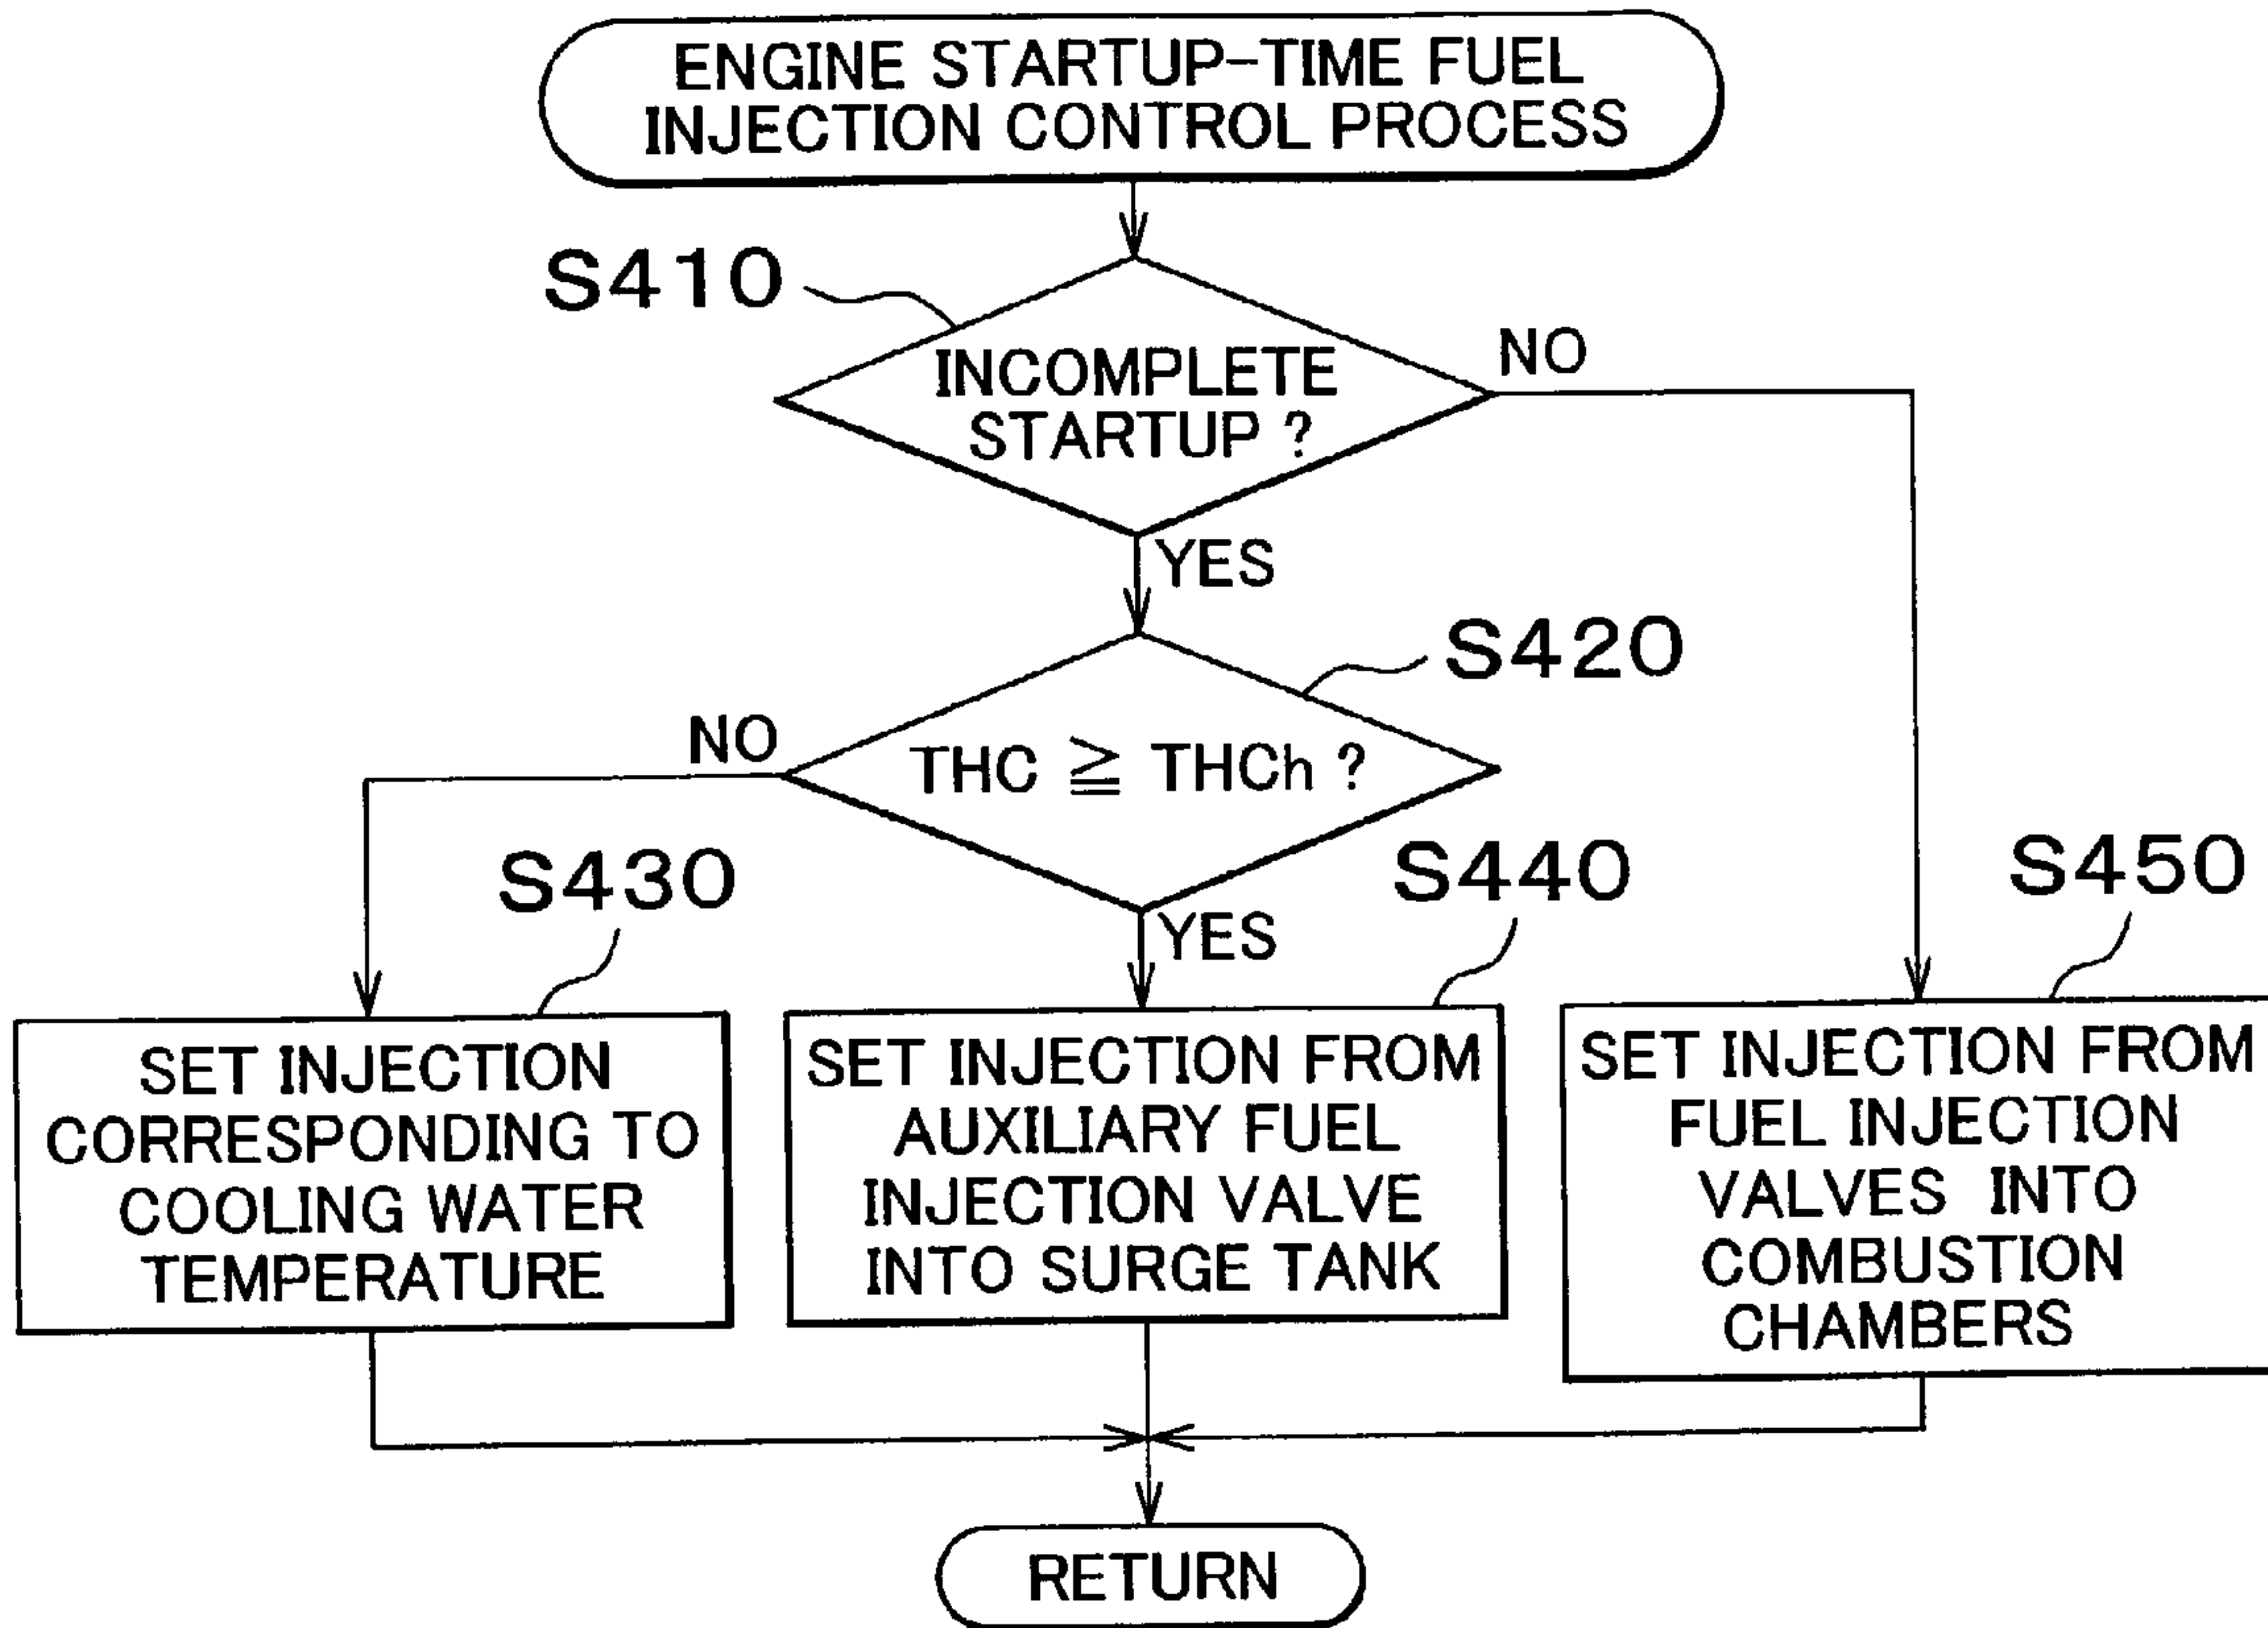 ENGINE STARTUP-TIME FUEL
INJECTION CONTROL PROCESS
S410
INCOMPLETE
STARTUP ?
NO
YES
S420
NO
THC ≧ THCh ?
YES
S430
S440
S450
SET INJECTION
CORRESPONDING TO
COOLING WATER
TEMPERATURE
SET INJECTION FROM
AUXILIARY FUEL
INJECTION VALVE
INTO SURGE TANK
SET INJECTION FROM
FUEL INJECTION
VALVES INTO
COMBUSTION
CHAMBERS
RETURN